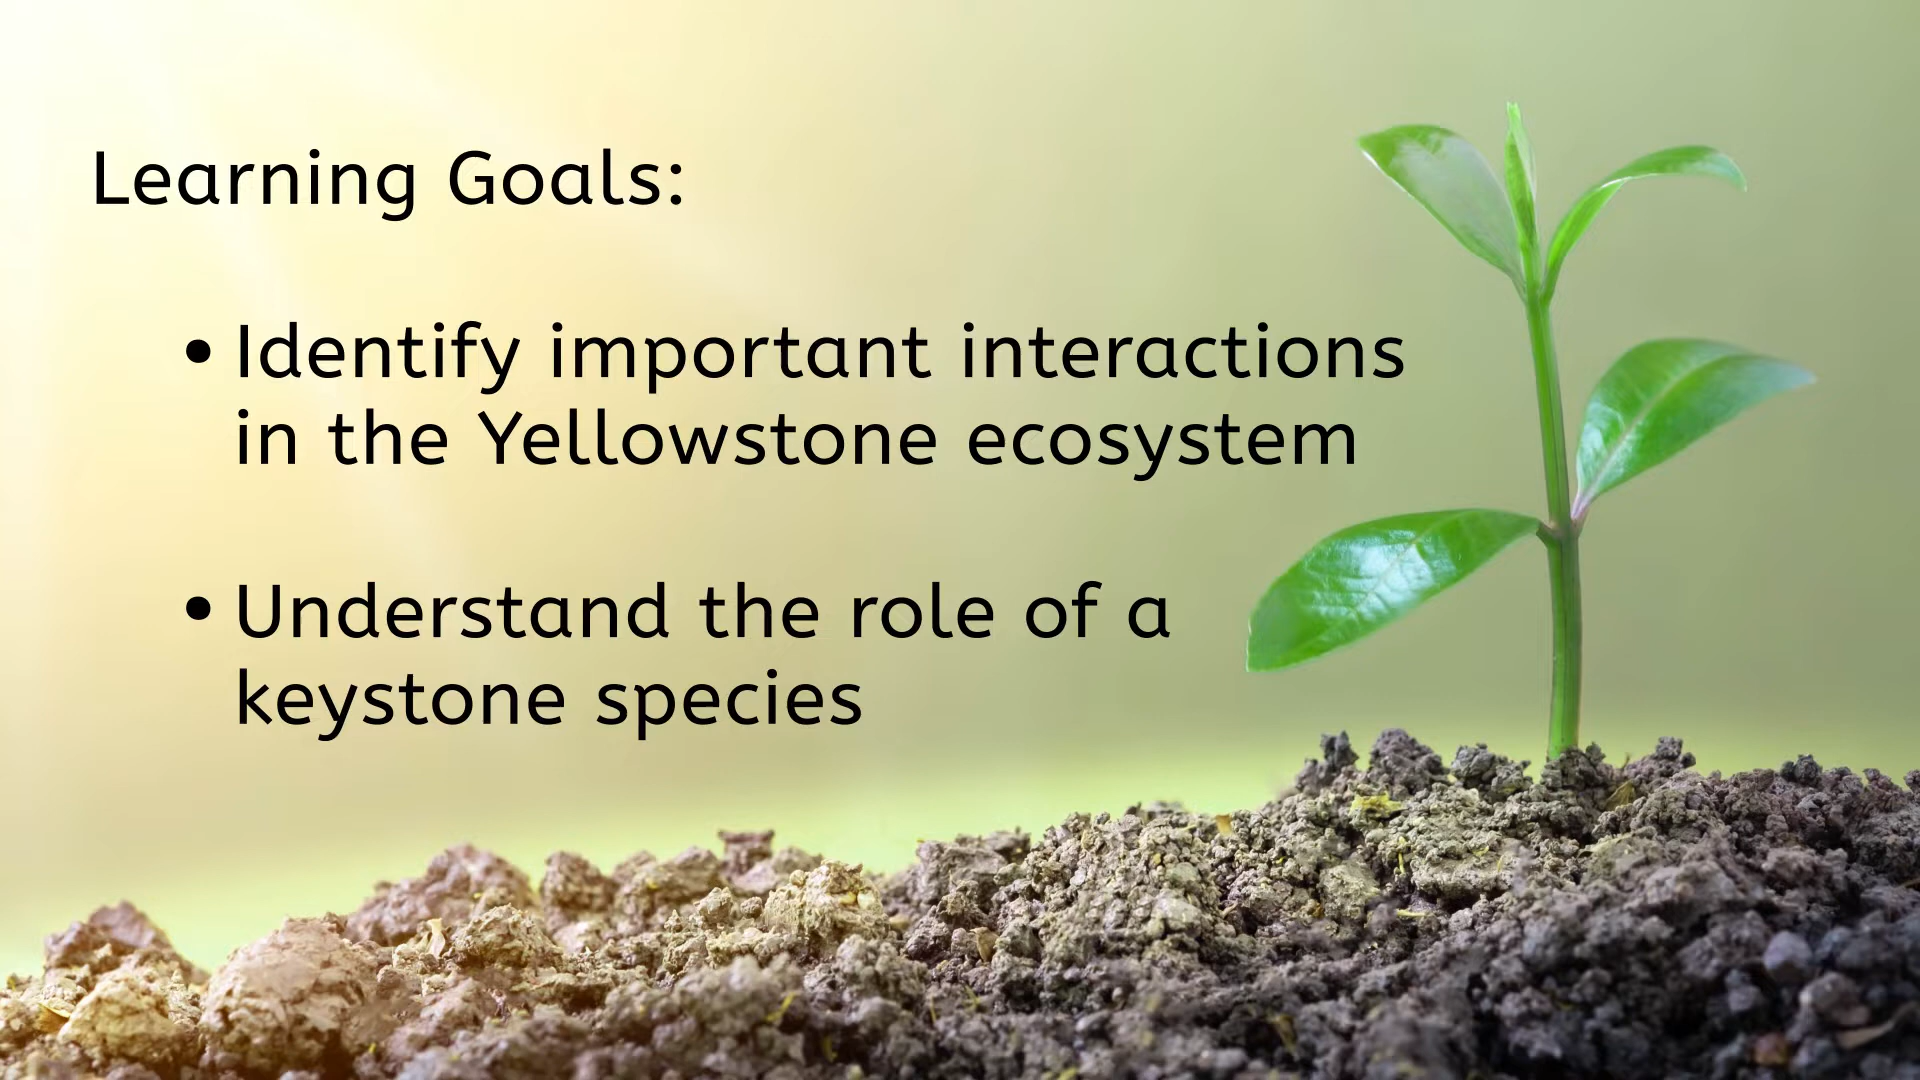 Learning Goals:
• Identify important interactions
in the Yellowstone ecosystem
• Understand the role of a
keystone species